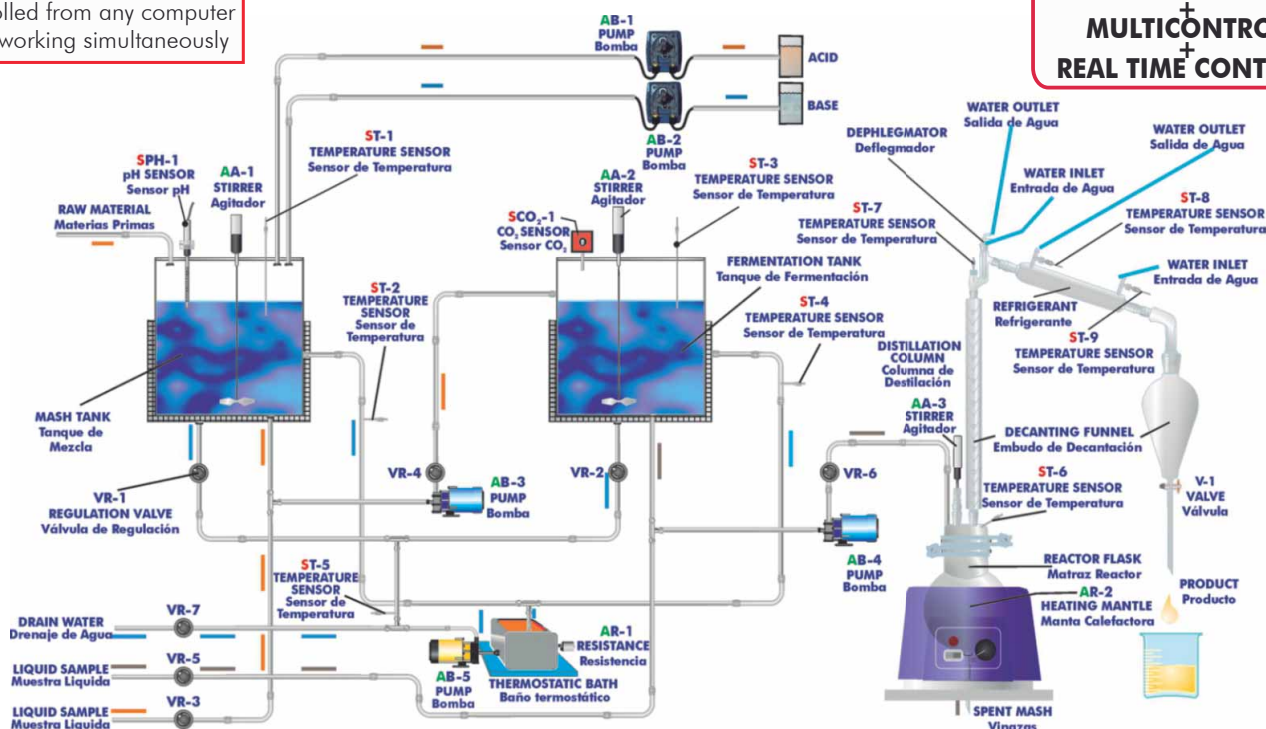 olled from any computer
working simultaneously
+
MULTICONTRO
+
REAL TIME CONT
AB-1
PUMP
Bomba
ACID
BASE
AB-2
PUMP
Bomba
ST-1
TEMPERATURE SENSOR
Sensor de Temperatura
SPH-1
pH SENSOR
Sensor pH
AA-1
STIRRER
Agitador
RAW MATERIAL
Materias Primas
AA-2
STIRRER
Agitador
SCO₂-1
CO₂ SENSOR
Sensor CO₂
ST-3
TEMPERATURE SENSOR
Sensor de Temperatura
FERMENTATION TANK
Tanque de Fermentación
ST-2
TEMPERATURE
SENSOR
Sensor de
Temperatura
ST-4
TEMPERATURE SENSOR
Sensor de Temperatura
DEPHLEGMATOR
Deflegmador
WATER OUTLET
Salida de Agua
WATER INLET
Entrada de Agua
WATER OUTLET
Salida de Agua
ST-7
TEMPERATURE SENSOR
Sensor de Temperatura
ST-8
TEMPERATURE SENSOR
Sensor de Temperatura
WATER INLET
Entrada de Agua
REFRIGERANT
Refrigerante
ST-9
TEMPERATURE SENSOR
Sensor de Temperatura
DISTILLATION
COLUMN
Columna de
Destilación
AA-3
STIRRER
Agitador
DECANTING FUNNEL
Embudo de Decantación
ST-6
TEMPERATURE SENSOR
Sensor de Temperatura
V-1
VALVE
Válvula
MASH TANK
Tanque de
Mezcla
VR-1
REGULATION VALVE
Válvula de Regulación
VR-4
AB-3
PUMP
Bomba
VR-2
VR-6
AB-4
PUMP
Bomba
REACTOR FLASK
Matraz Reactor
AR-2
HEATING MANTLE
Manta Calefactora
PRODUCT
Producto
ST-5
TEMPERATURE
SENSOR
Sensor de
Temperatura
DRAIN WATER
Drenaje de Agua
VR-7
LIQUID SAMPLE
Muestra Liquida
VR-5
LIQUID SAMPLE
Muestra Liquida
VR-3
AB-5
PUMP
Bomba
AR-1
RESISTANCE
Resistencia
THERMOSTATIC BATH
Baño termostático
SPENT MASH
Vinazas